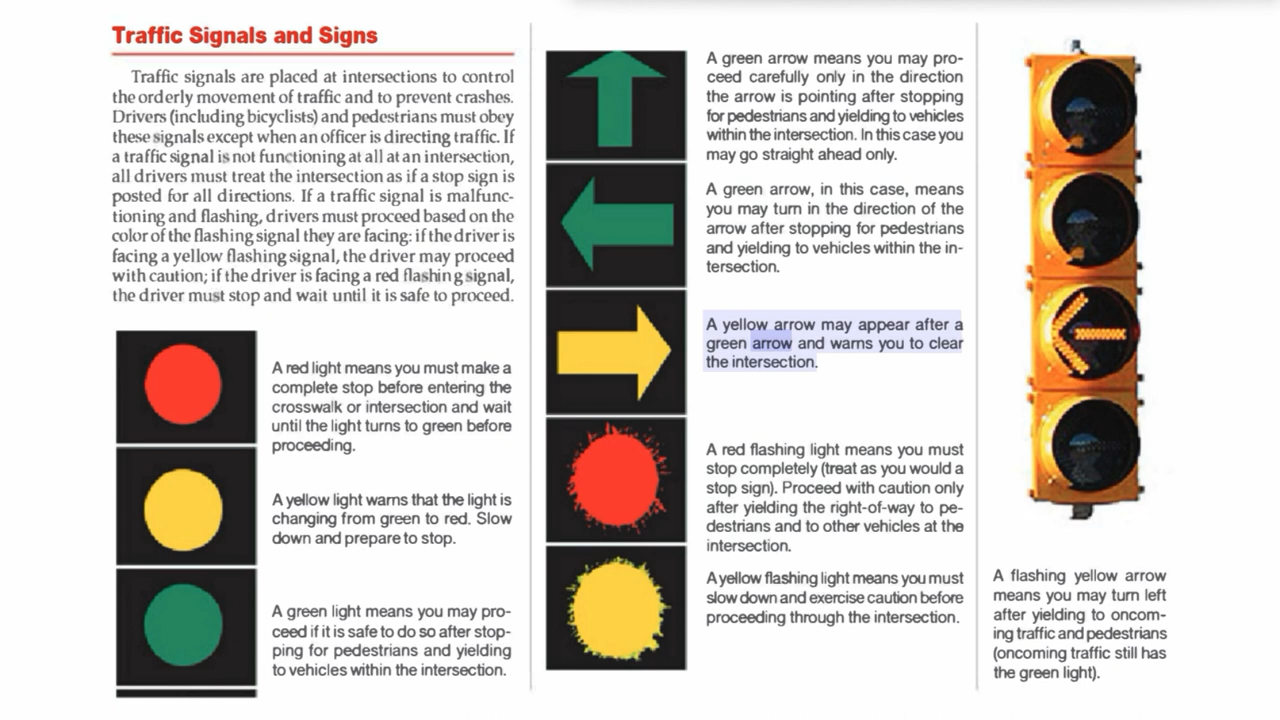 Traffic Signals and Signs
Traffic signals are placed at intersections to control
the orderly movement of traffic and to prevent crashes.
Drivers (including bicyclists) and pedestrians must obey
these signals except when an officer is directing traffic. If
a traffic signal is not functioning at all at an intersection,
all drivers must treat the intersection as if a stop sign is
posted for all directions. If a traffic signal is malfunc-
tioning and flashing, drivers must proceed based on the
color of the flashing signal they are facing: if the driver is
facing a yellow flashing signal, the driver may proceed
with caution; if the driver is facing a red flashing signal,
the driver must stop and wait until it is safe to proceed.
A red light means you must make a
complete stop before entering the
crosswalk or intersection and wait
until the light turns to green before
proceeding.
A yellow light warns that the light is
changing from green to red. Slow
down and prepare to stop.
A green light means you may pro-
ceed if it is safe to do so after stop-
ping for pedestrians and yielding
to vehicles within the intersection.
A green arrow means you may pro-
ceed carefully only in the direction
the arrow is pointing after stopping
for pedestrians and yielding to vehicles
within the intersection. In this case you
may go straight ahead only.
A green arrow, in this case, means
you may turn in the direction of the
arrow after stopping for pedestrians
and yielding to vehicles within the in-
tersection.
A yellow arrow may appear after a
green arrow and warns you to clear
the intersection.
A red flashing light means you must
stop completely (treat as you would a
stop sign). Proceed with caution only
after yielding the right-of-way to pe-
destrians and to other vehicles at the
intersection.
A yellow flashing light means you must
slow down and exercise caution before
proceeding through the intersection.
A flashing yellow arrow
means you may turn left
after yielding to oncom-
ing traffic and pedestrians
(oncoming traffic still has
the green light).